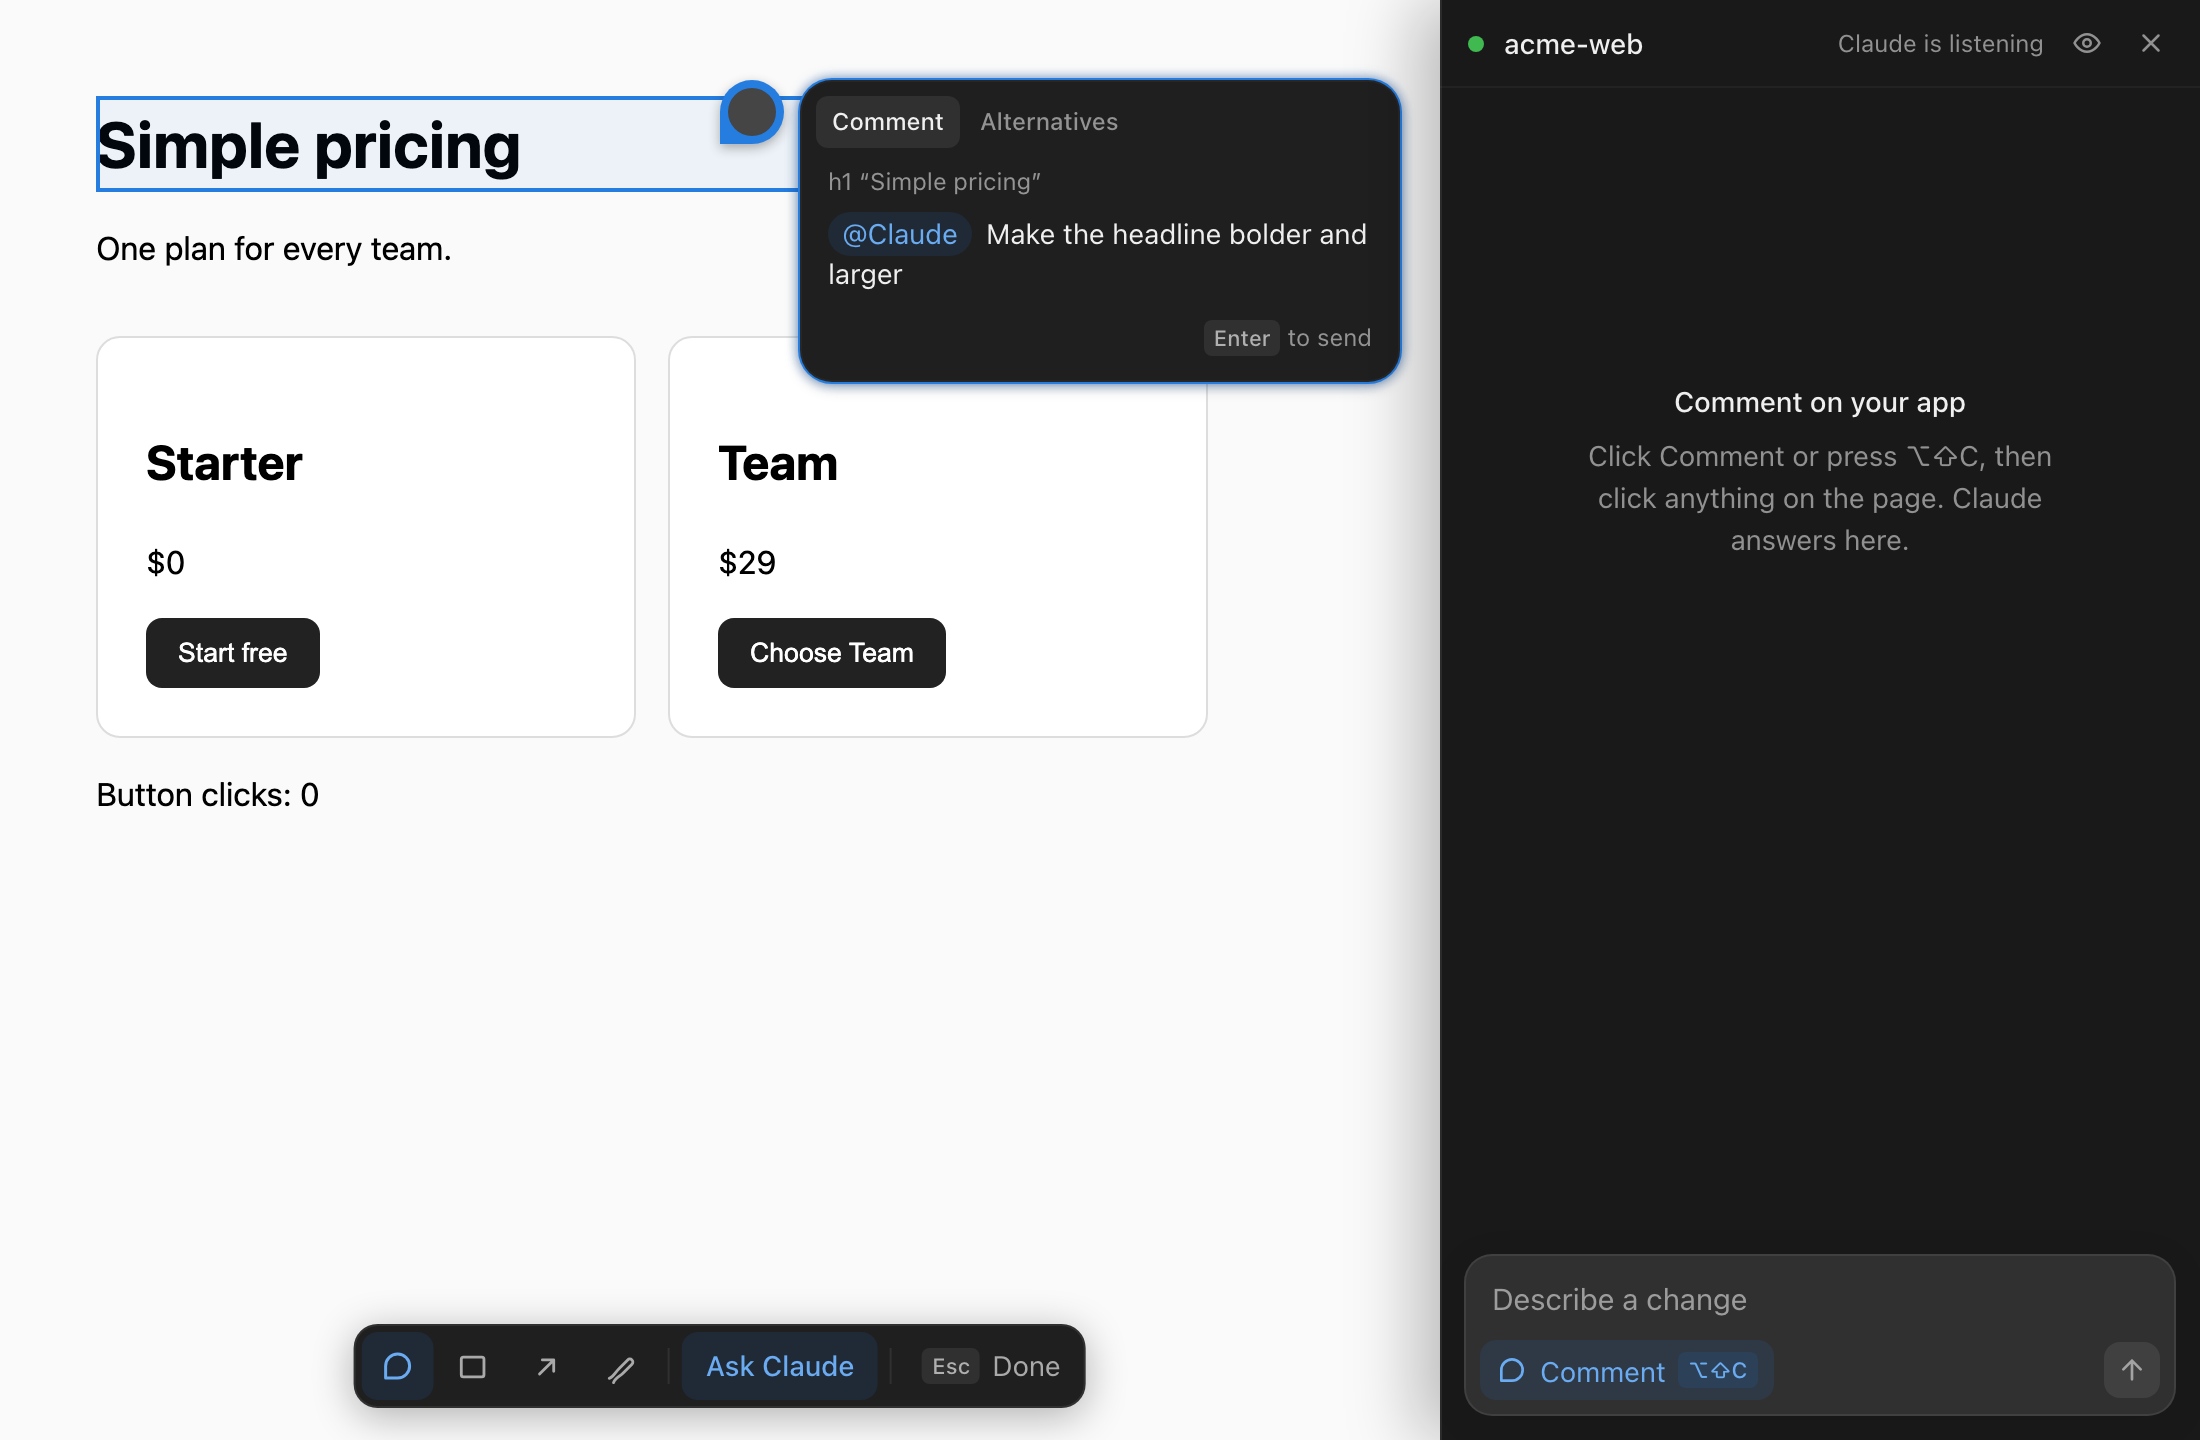 Simple pricing
One plan for every team.
Starter
$0
Start free
Team
$29
Choose Team
Button clicks: 0
Comment Alternatives
h1 “Simple pricing”
@Claude Make the headline bolder and
larger
Enter to send
Ask Claude Esc Done
acme-web Claude is listening
Comment on your app
Click Comment or press ⌥⇧C, then
click anything on the page. Claude
answers here.
Describe a change
Comment ⌥⇧C